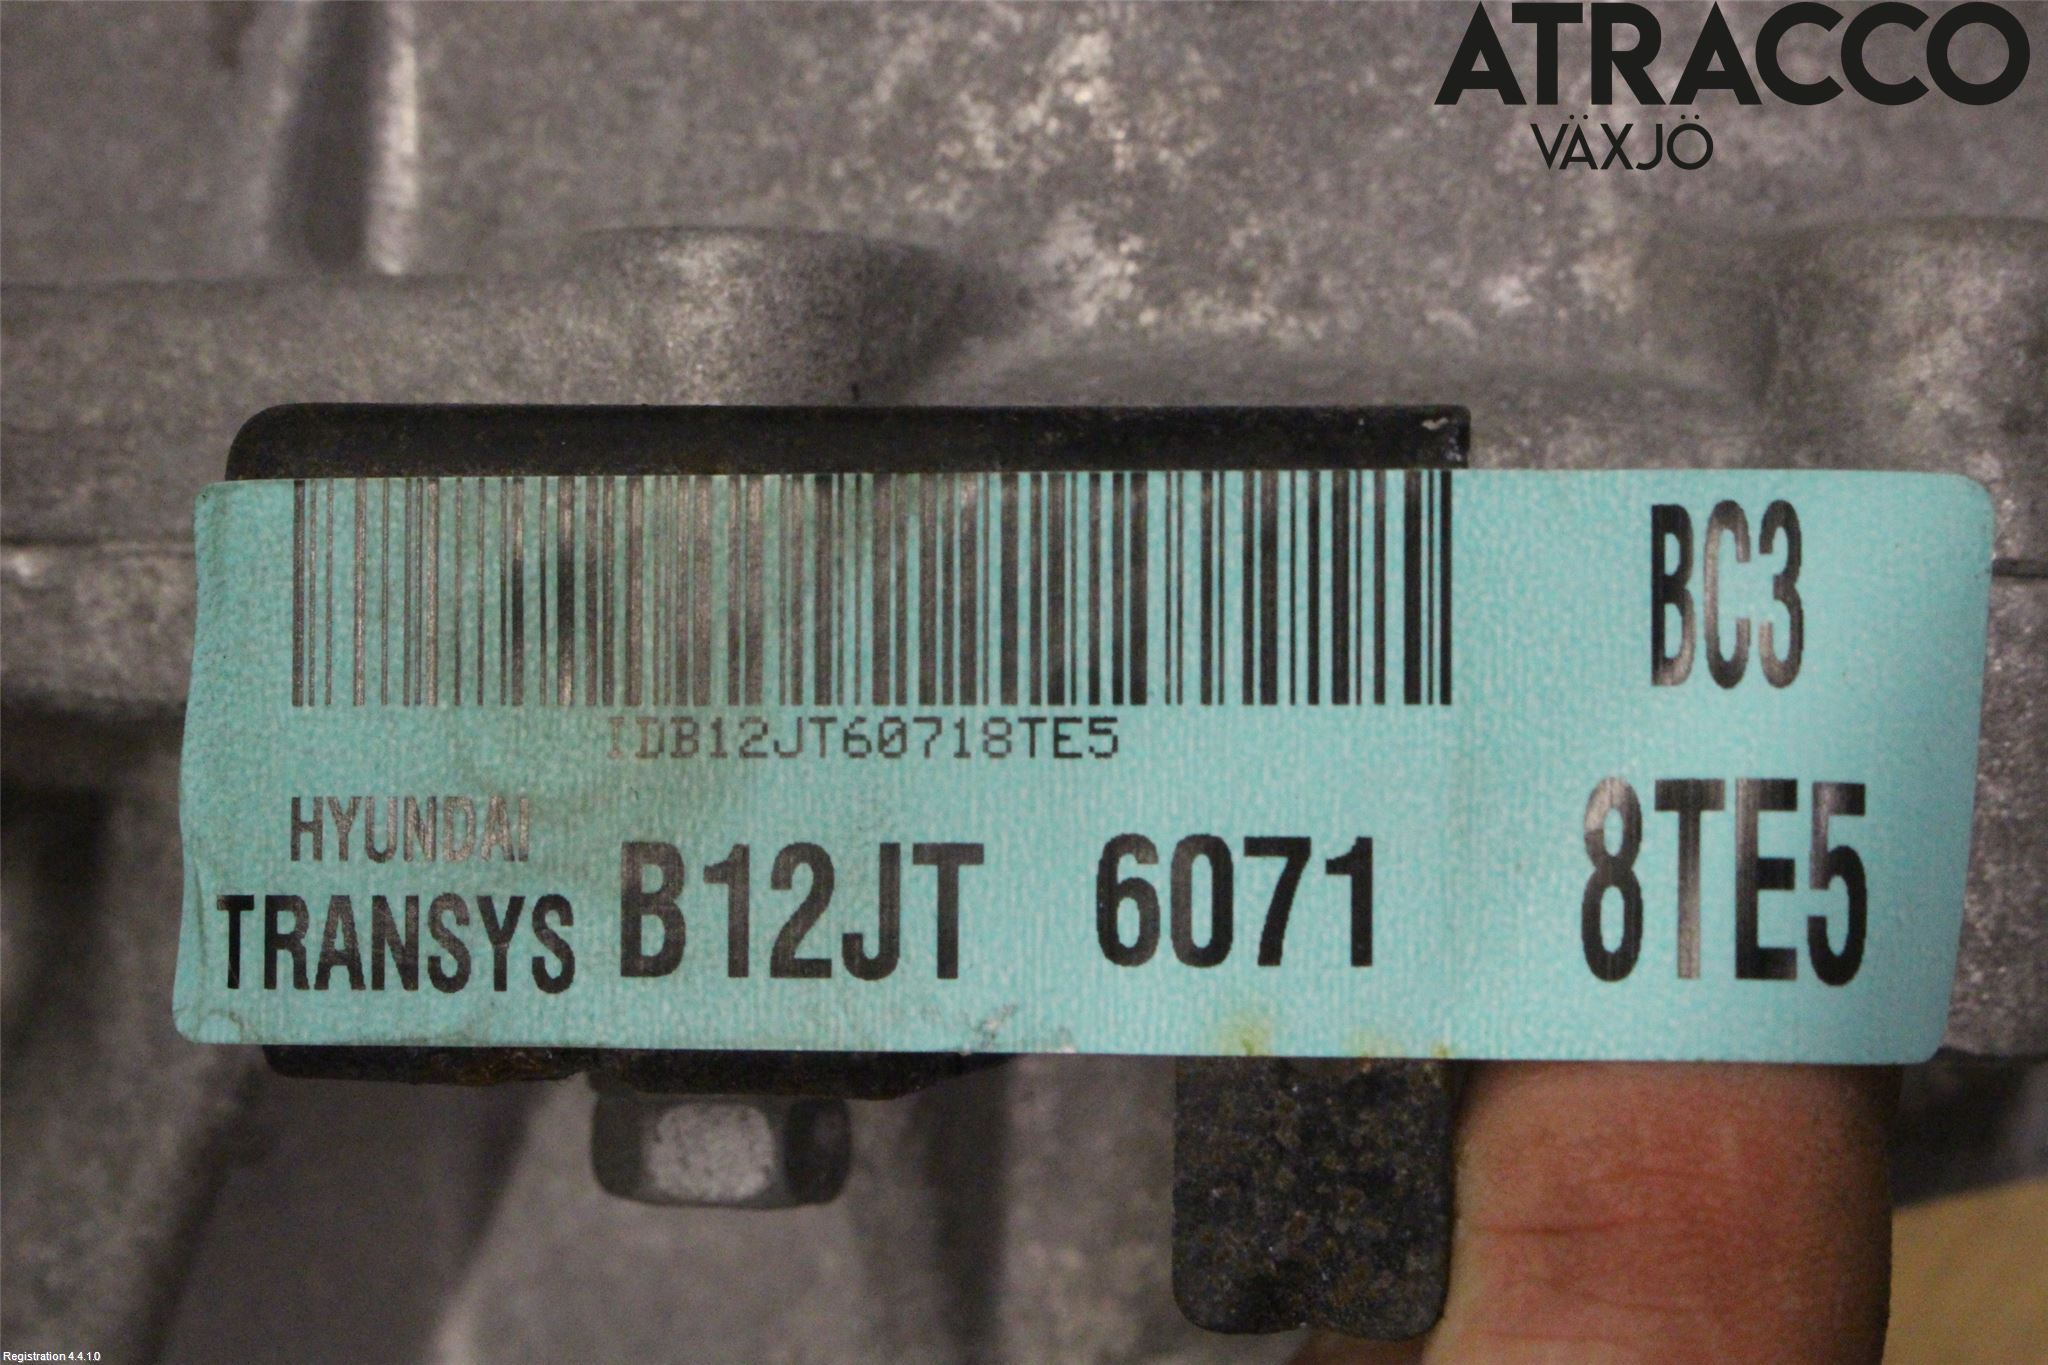 ATRACCO
VÄXJÖ
BC3
IDB12JT60718TE5
HYUNDAI
TRANSYS B12JT 6071 8TE5
Registration 4.4.1.0